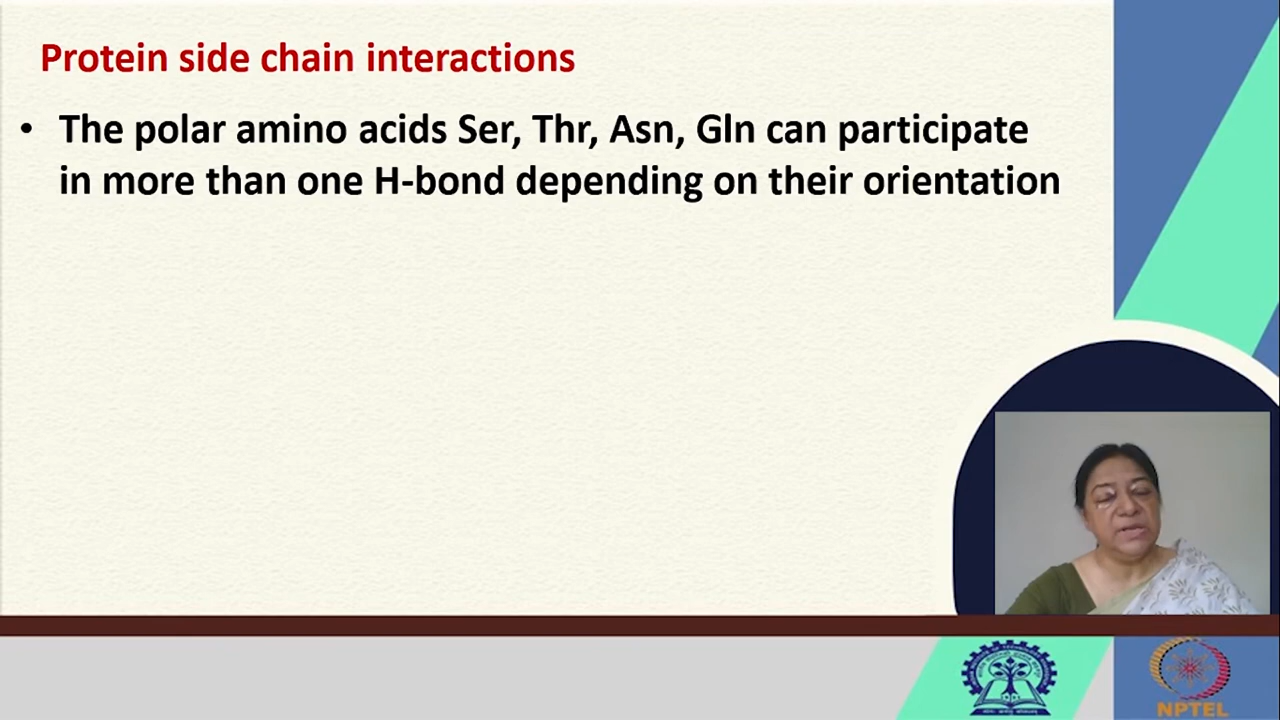 Protein side chain interactions
• The polar amino acids Ser, Thr, Asn, Gln can participate
in more than one H-bond depending on their orientation
NPTEL